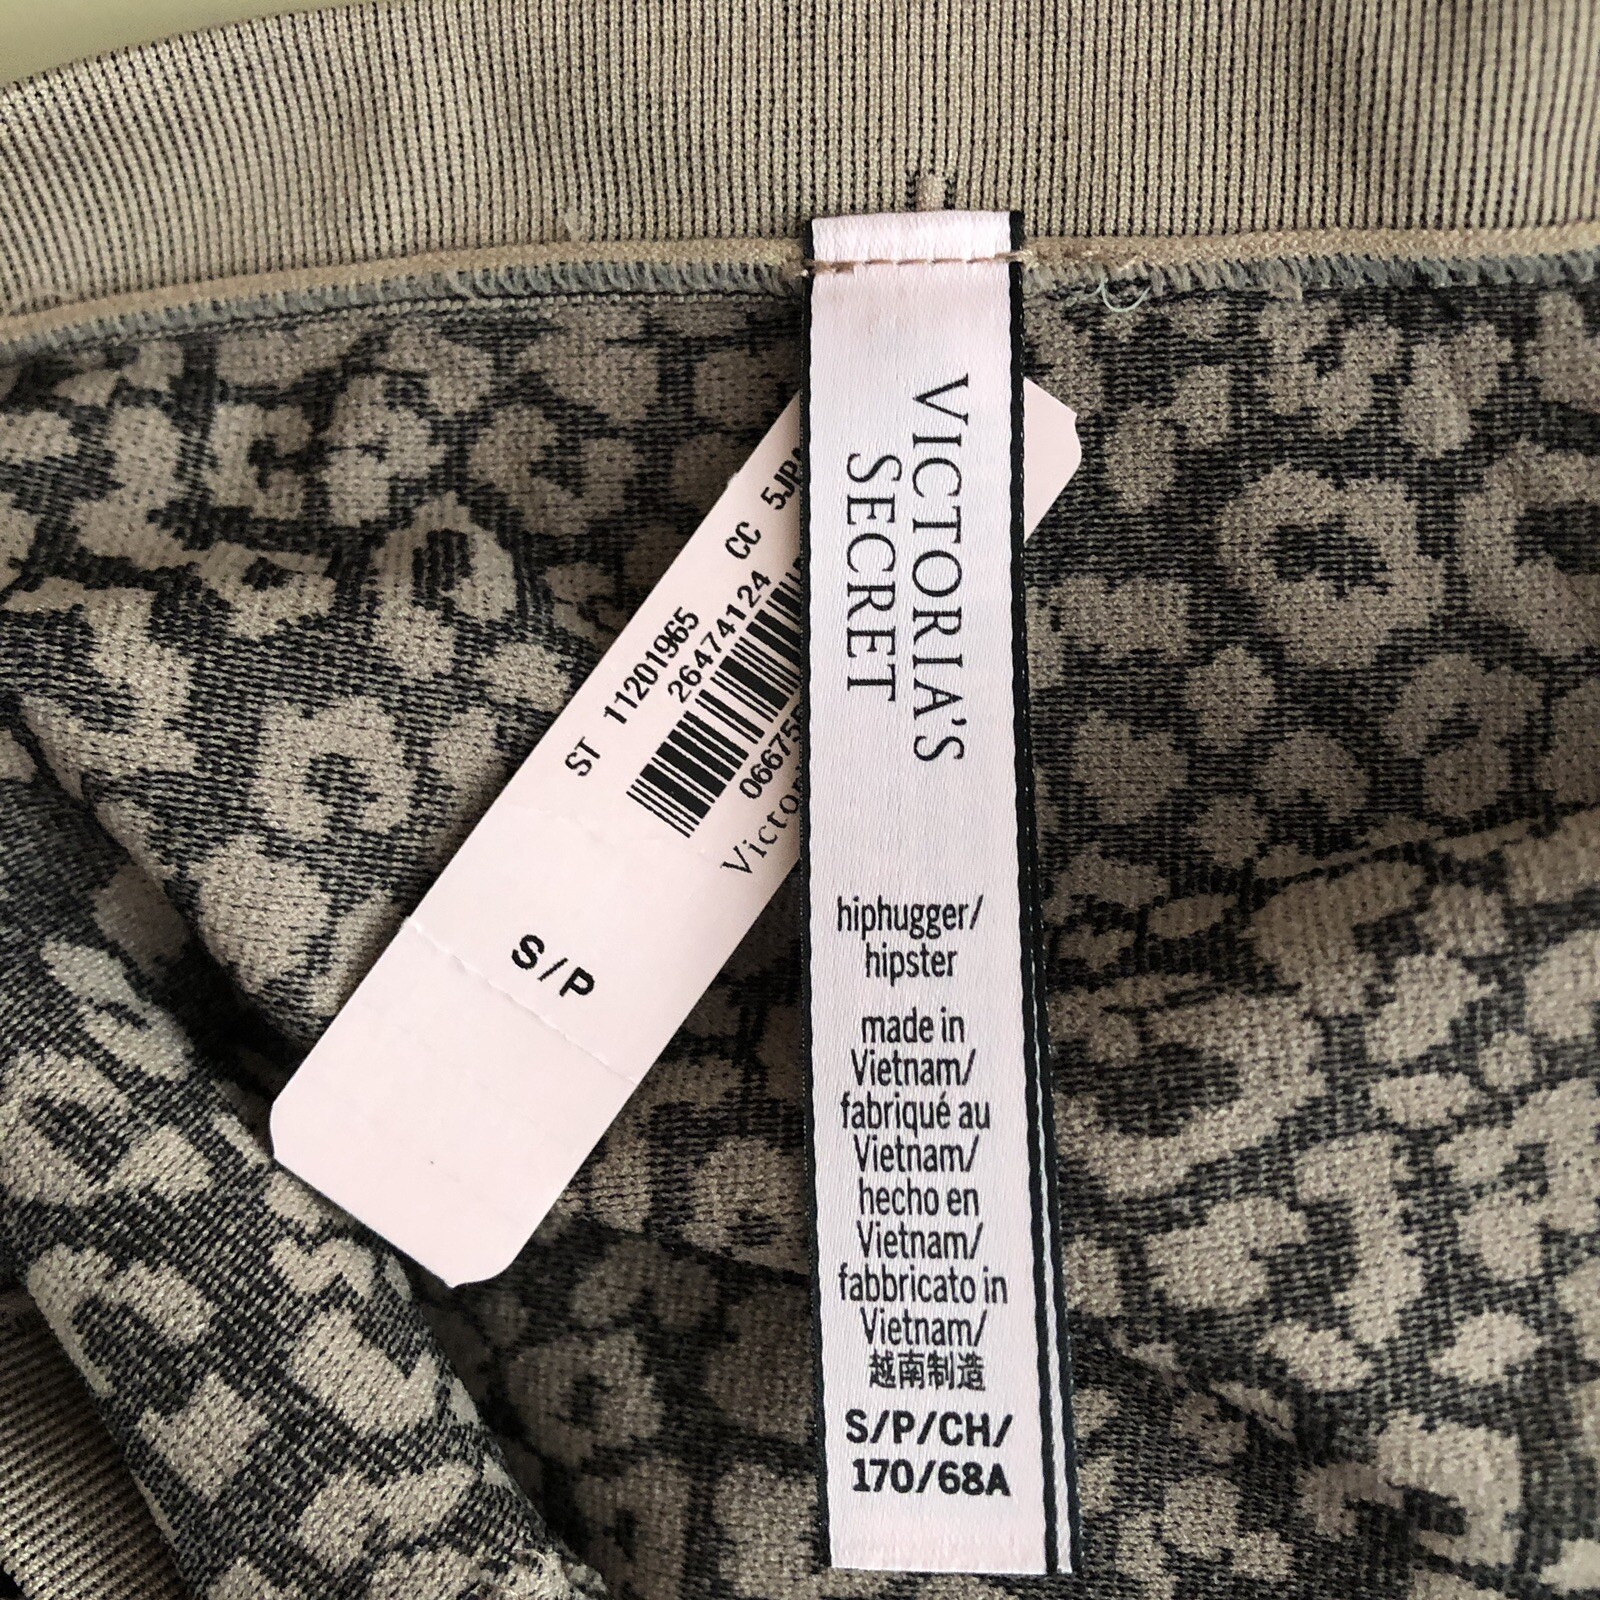 VICTORIA'S
SECRET
hiphugger/
hipster
made in
Vietnam/
fabriqué au
Vietnam/
hecho en
Vietnam/
fabbricato in
Vietnam/
越南制造
S/P/CH/
170/68A
ST 11201965 CC
26474124
S/P